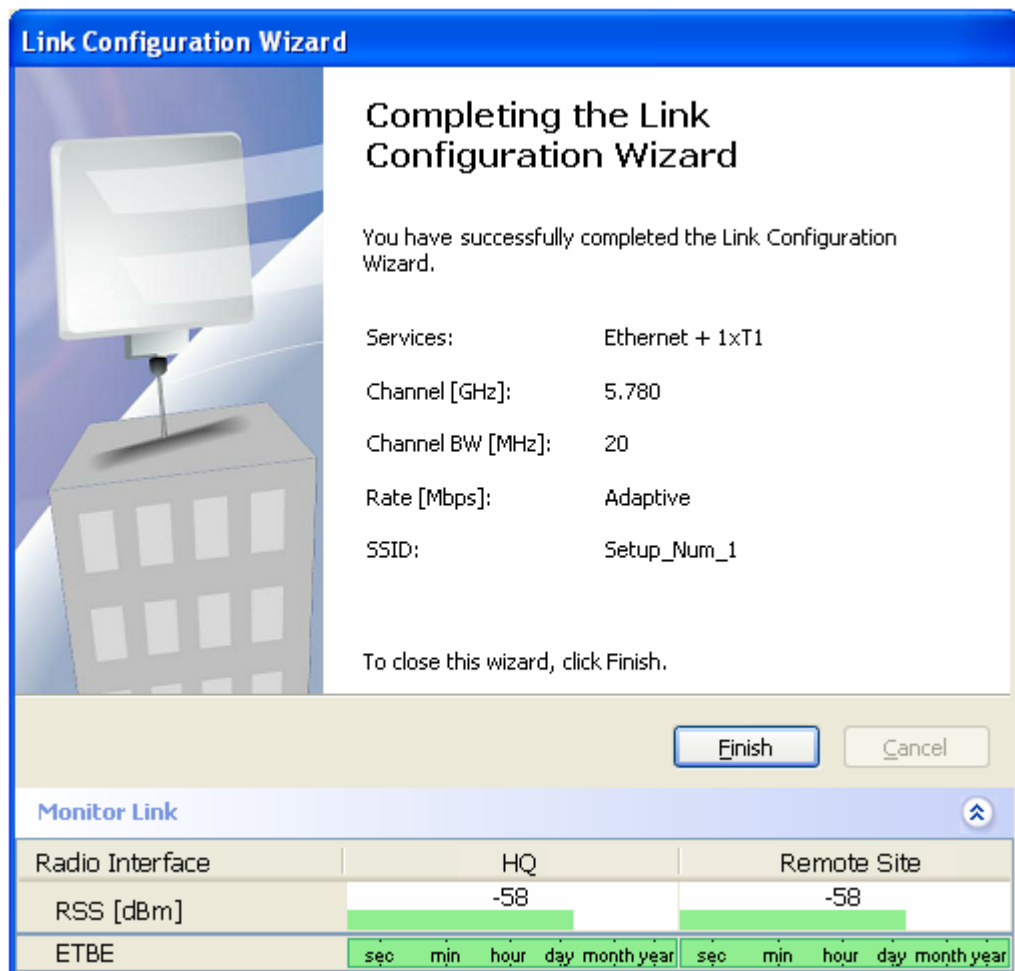 Link Configuration Wizard
Completing the Link
Configuration Wizard
You have successfully completed the Link Configuration
Wizard.
Services: Ethernet + 1xT1
Channel [GHz]: 5.780
Channel BW [MHz]: 20
Rate [Mbps]: Adaptive
SSID: Setup_Num_1
To close this wizard, click Finish.
Finish Cancel
Monitor Link
Radio Interface HQ Remote Site
RSS [dBm] -58 -58
ETBE sec min hour day month year sec min hour day month year